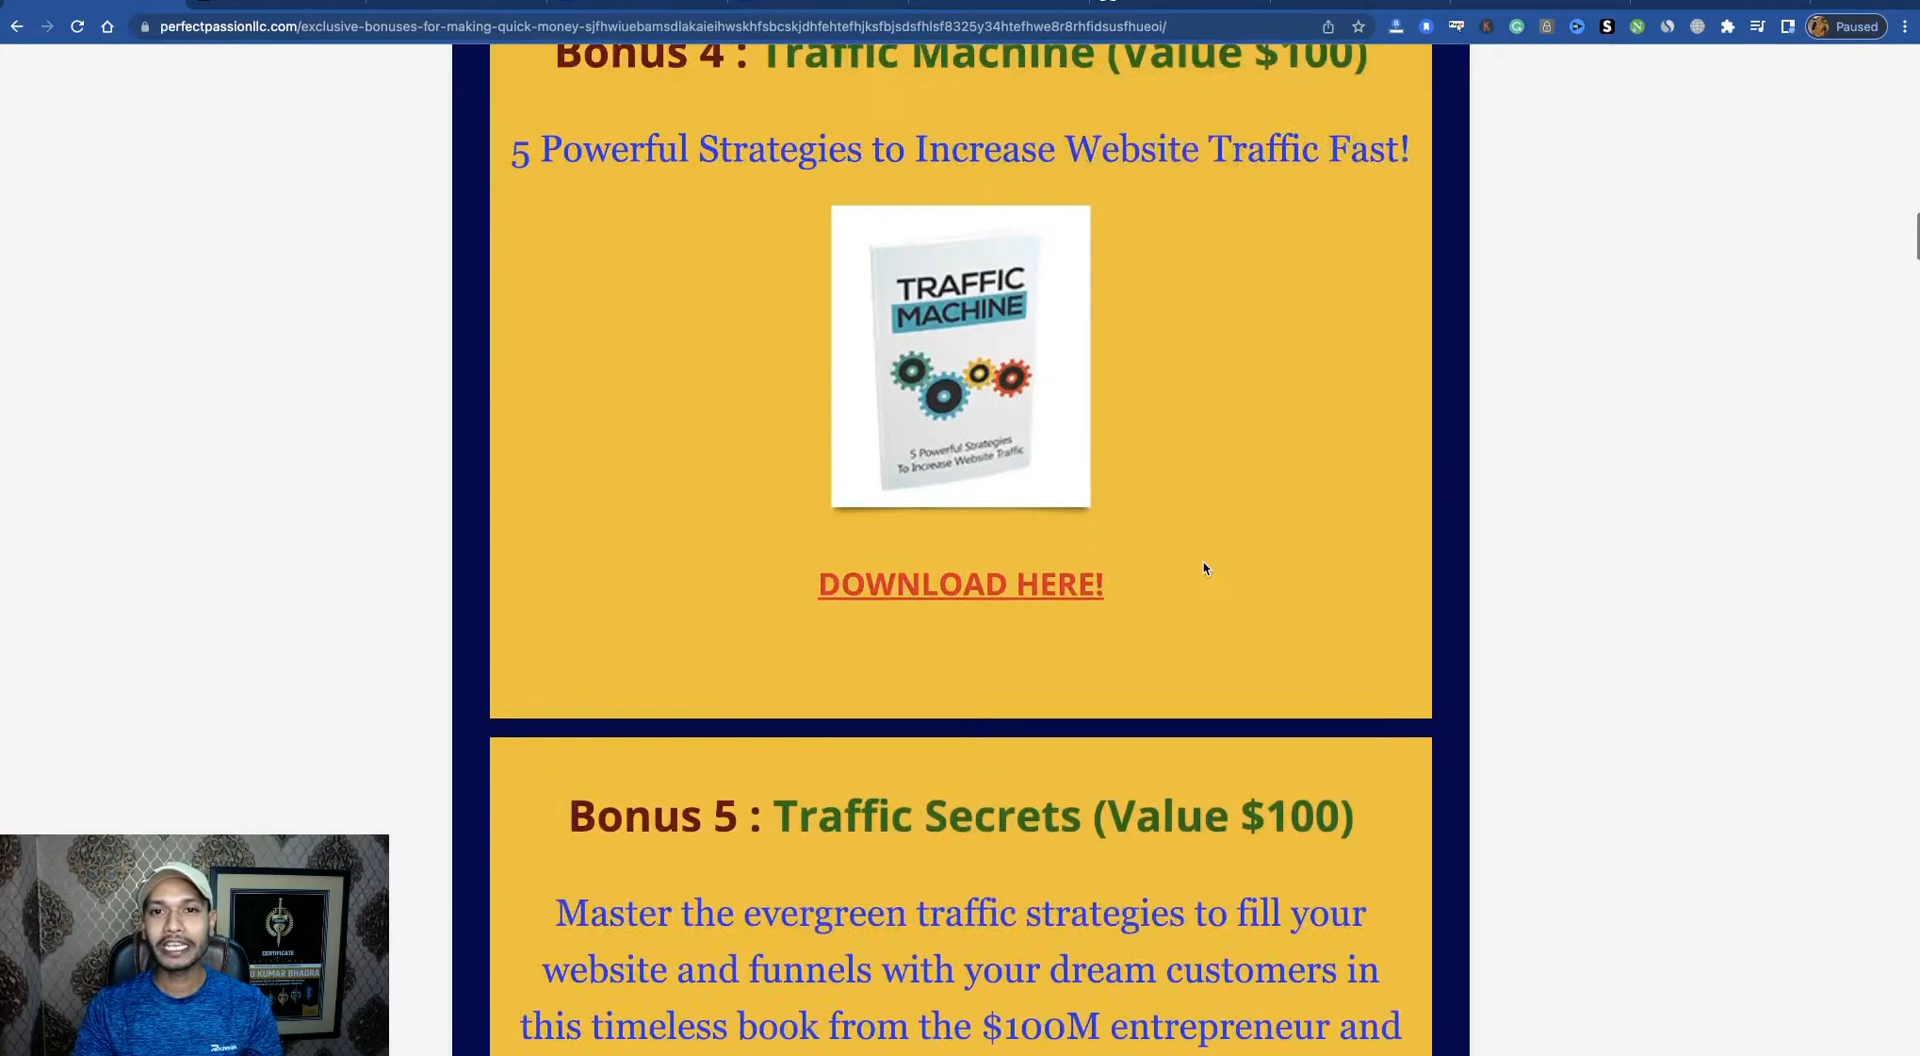 perfectpassionllc.com/exclusive-bonuses-for-making-quick-money-sjfhwiuebamsdlakaieihwskhfsbcskjdhfehtefhjksfbjsdsfhlsf8325y34htefhwe8r8rhfidsusfhueoi/
Paused
Bonus 4 : Traffic Machine (Value $100)
5 Powerful Strategies to Increase Website Traffic Fast!
TRAFFIC
MACHINE
5 Powerful Strategies
To Increase Website Traffic
DOWNLOAD HERE!
Bonus 5 : Traffic Secrets (Value $100)
Master the evergreen traffic strategies to fill your
website and funnels with your dream customers in
this timeless book from the $100M entrepreneur and
CERTIFICATE
U KUMAR BHADRA